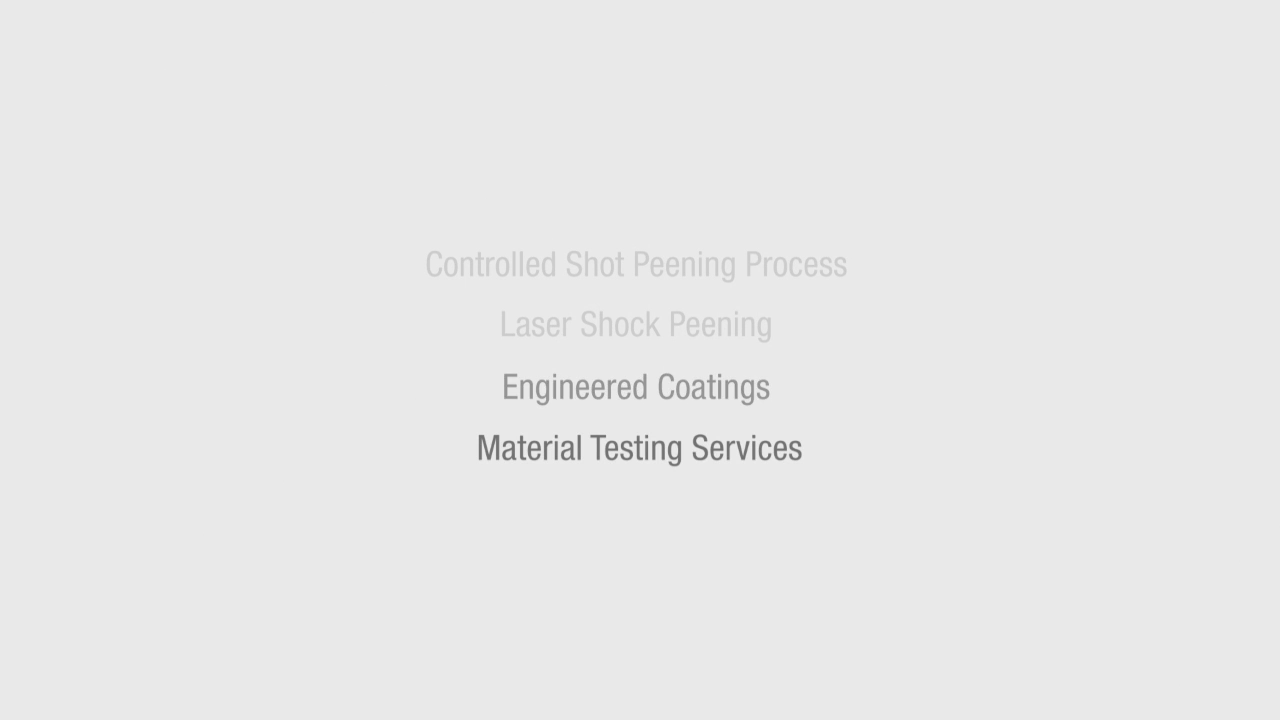 Controlled Shot Peening Process
Laser Shock Peening
Engineered Coatings
Material Testing Services